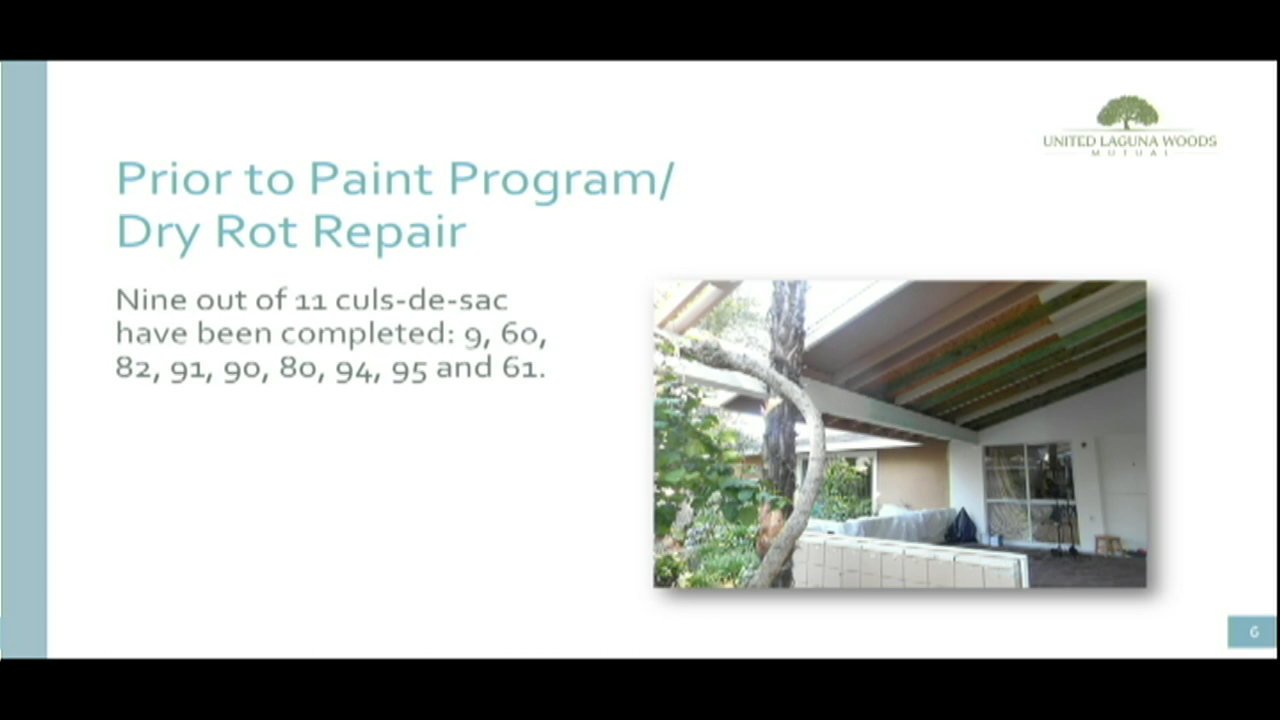 UNITED LAGUNA WOODS
MUTUAL
Prior to Paint Program/
Dry Rot Repair
Nine out of 11 culs-de-sac
have been completed: 9, 60,
82, 91, 90, 80, 94, 95 and 61.
6